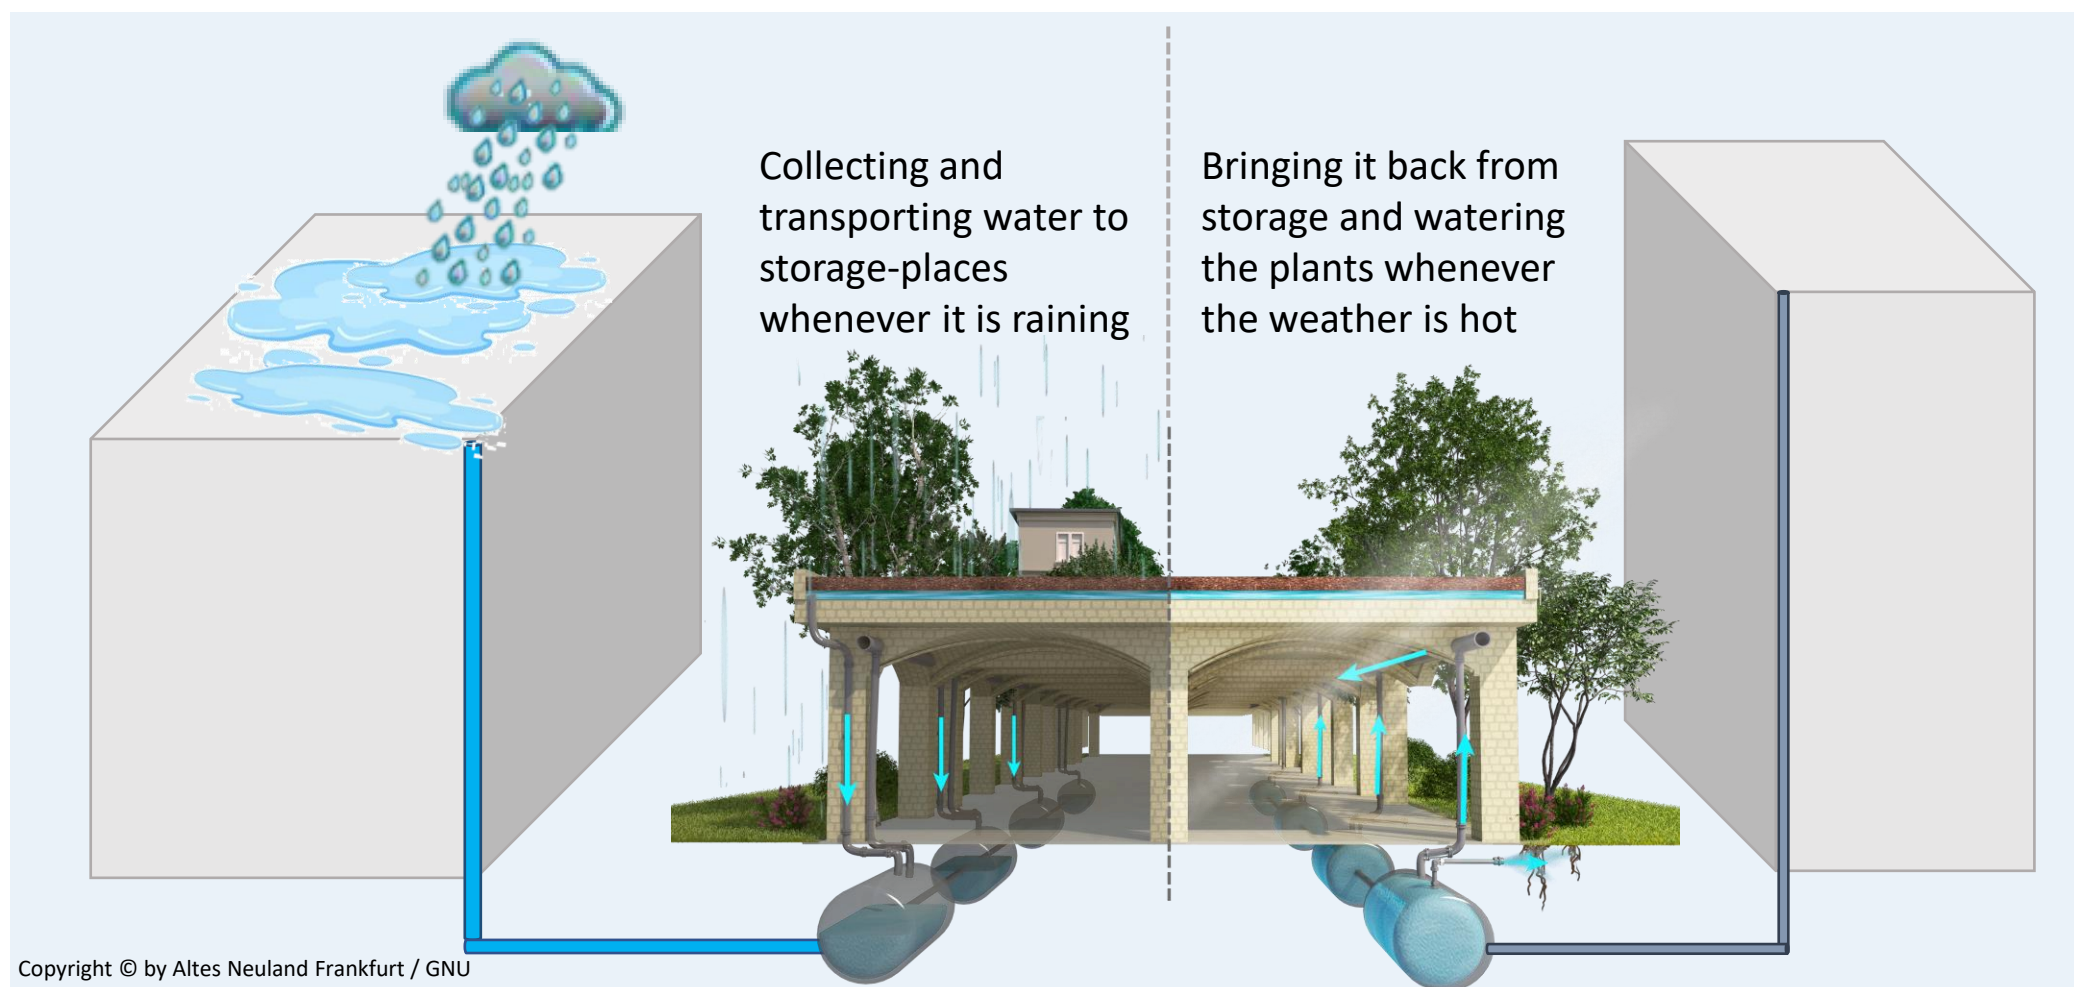 Collecting and
transporting water to
storage-places
whenever it is raining
Bringing it back from
storage and watering
the plants whenever
the weather is hot
Copyright © by Altes Neuland Frankfurt / GNU